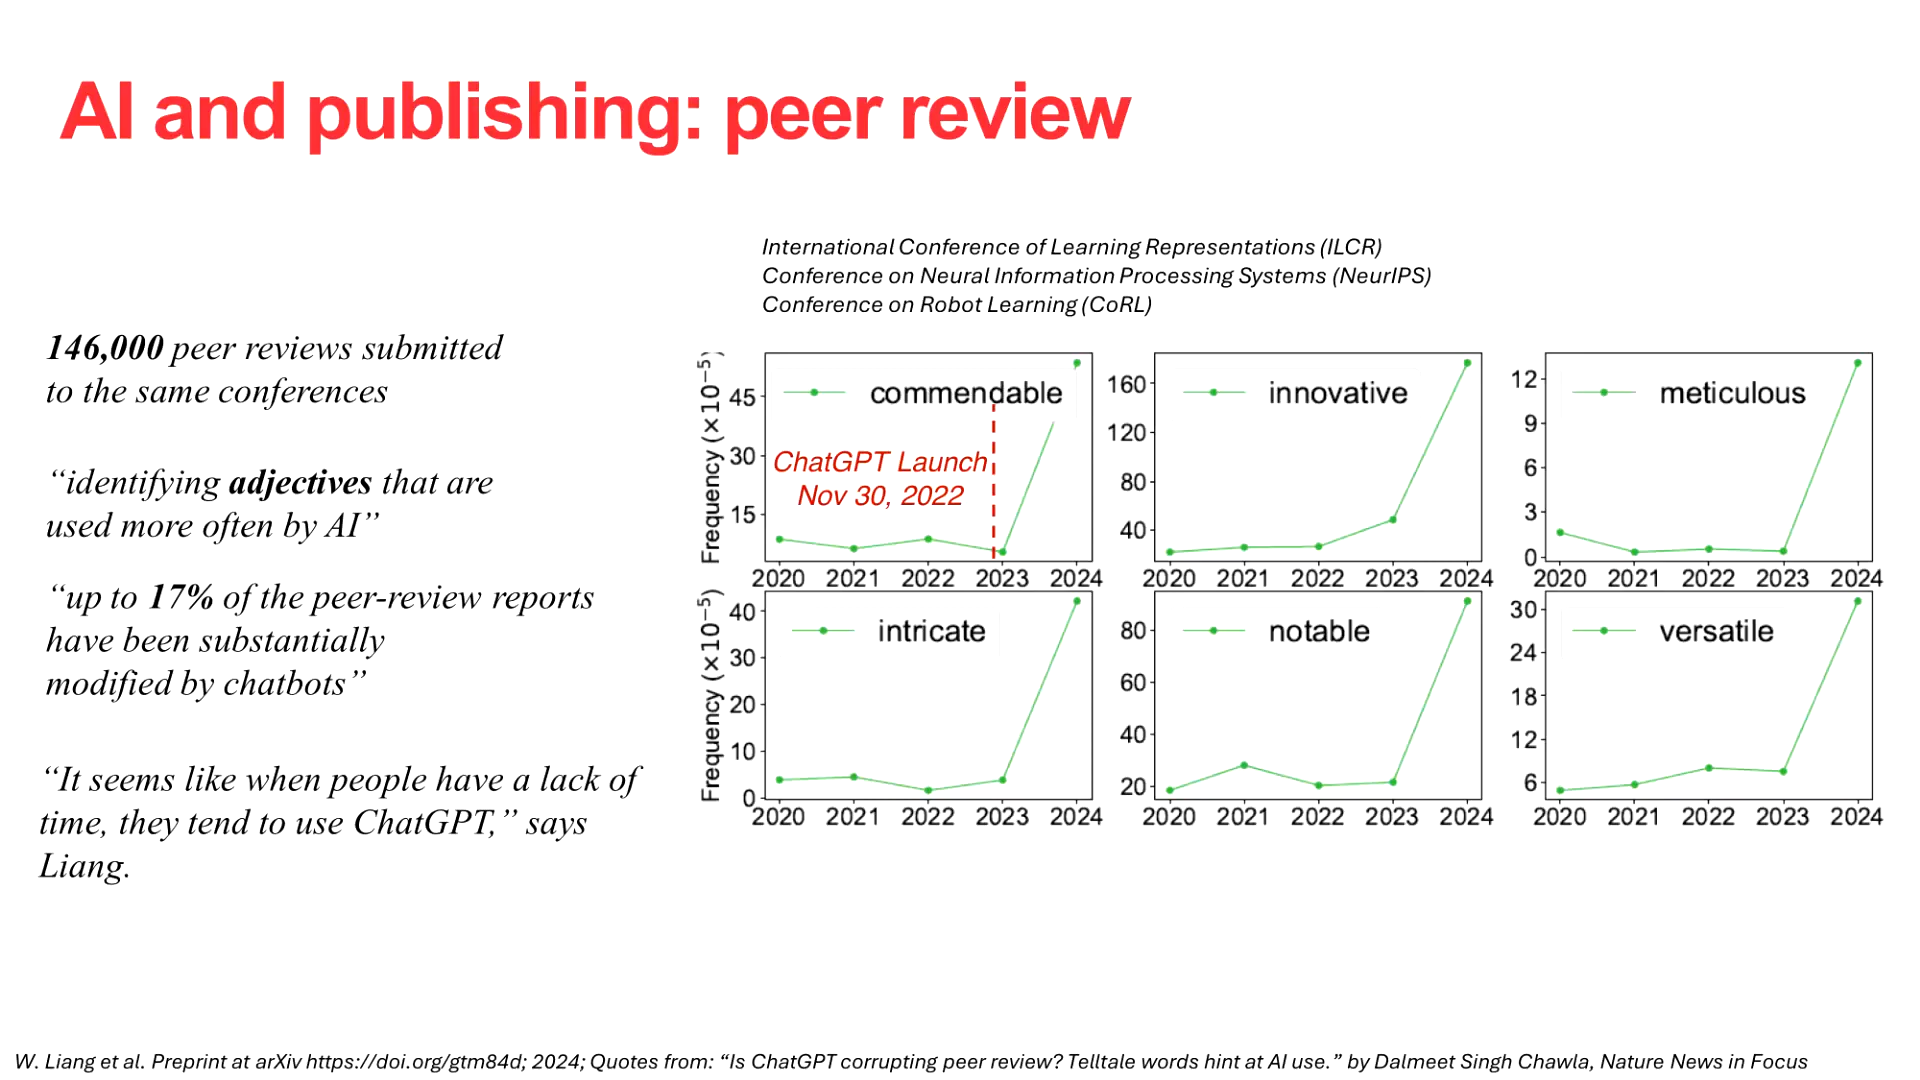 AI and publishing: peer review
International Conference of Learning Representations (ILCR)
Conference on Neural Information Processing Systems (NeurIPS)
Conference on Robot Learning (CoRL)
146,000 peer reviews submitted
to the same conferences
“identifying adjectives that are
used more often by AI”
“up to 17% of the peer-review reports
have been substantially
modified by chatbots”
“It seems like when people have a lack of
time, they tend to use ChatGPT,” says
Liang.
Frequency (×10⁻⁵)
45
30
15
commendable
ChatGPT Launch
Nov 30, 2022
2020 2021 2022 2023 2024
160
120
80
40
innovative
2020 2021 2022 2023 2024
12
9
6
3
0
meticulous
2020 2021 2022 2023 2024
Frequency (×10⁻⁵)
40
30
20
10
0
intricate
2020 2021 2022 2023 2024
80
60
40
20
notable
2020 2021 2022 2023 2024
30
24
18
12
6
versatile
2020 2021 2022 2023 2024
W. Liang et al. Preprint at arXiv https://doi.org/gtm84d; 2024; Quotes from: “Is ChatGPT corrupting peer review? Telltale words hint at AI use.” by Dalmeet Singh Chawla, Nature News in Focus